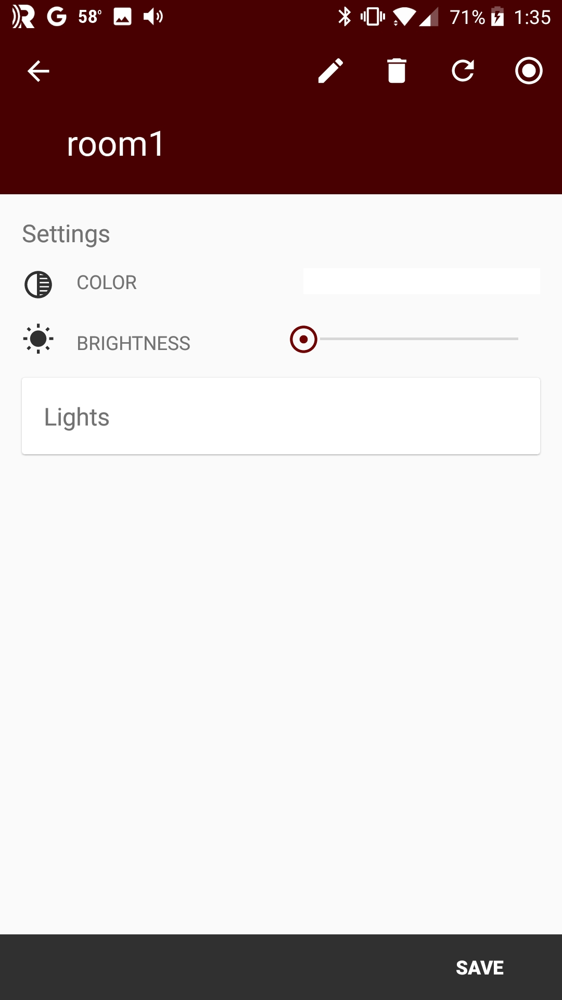 58° 71% 1:35
room1
Settings
COLOR
BRIGHTNESS
Lights
SAVE